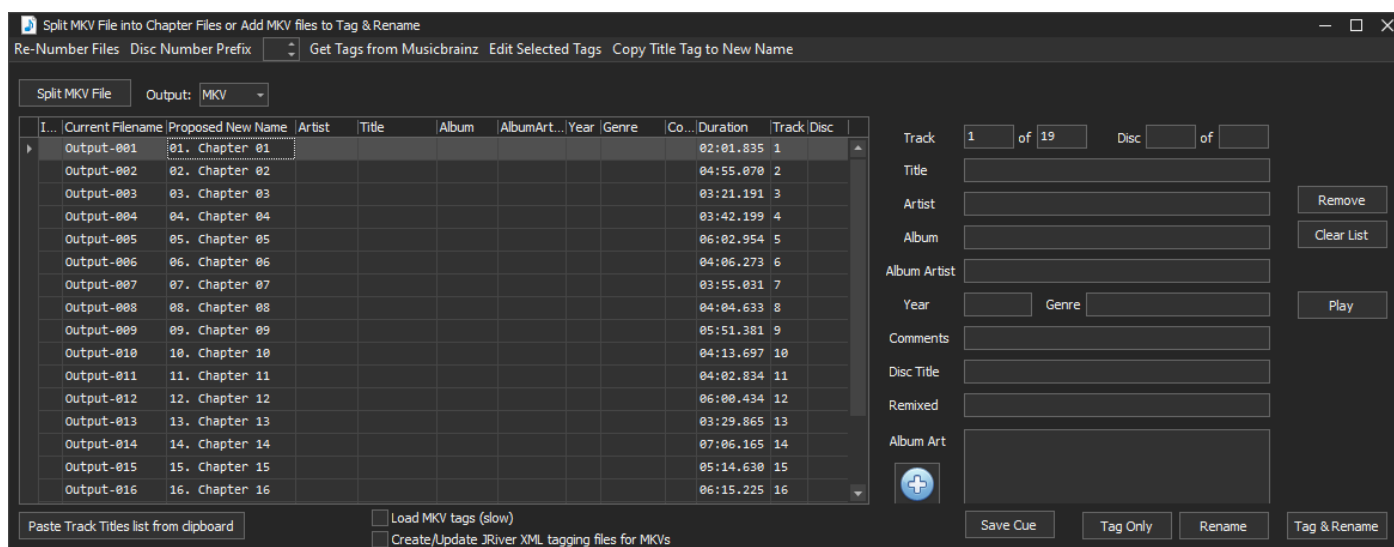 Split MKV File into Chapter Files or Add MKV files to Tag & Rename
Re-Number Files Disc Number Prefix Get Tags from Musicbrainz Edit Selected Tags Copy Title Tag to New Name
Split MKV File Output: MKV
I... Current Filename Proposed New Name Artist Title Album AlbumArt... Year Genre Co... Duration Track Disc
Output-001 01. Chapter 01 02:01.835 1
Output-002 02. Chapter 02 04:55.070 2
Output-003 03. Chapter 03 03:21.191 3
Output-004 04. Chapter 04 03:42.199 4
Output-005 05. Chapter 05 06:02.954 5
Output-006 06. Chapter 06 04:06.273 6
Output-007 07. Chapter 07 03:55.031 7
Output-008 08. Chapter 08 04:04.633 8
Output-009 09. Chapter 09 05:51.381 9
Output-010 10. Chapter 10 04:13.697 10
Output-011 11. Chapter 11 04:02.834 11
Output-012 12. Chapter 12 06:00.434 12
Output-013 13. Chapter 13 03:29.865 13
Output-014 14. Chapter 14 07:06.165 14
Output-015 15. Chapter 15 05:14.630 15
Output-016 16. Chapter 16 06:15.225 16
Track 1 of 19 Disc of
Title
Artist
Album
Album Artist
Year Genre
Comments
Disc Title
Remixed
Album Art
Remove
Clear List
Play
Paste Track Titles list from clipboard
Load MKV tags (slow)
Create/Update JRiver XML tagging files for MKVs
Save Cue Tag Only Rename Tag & Rename